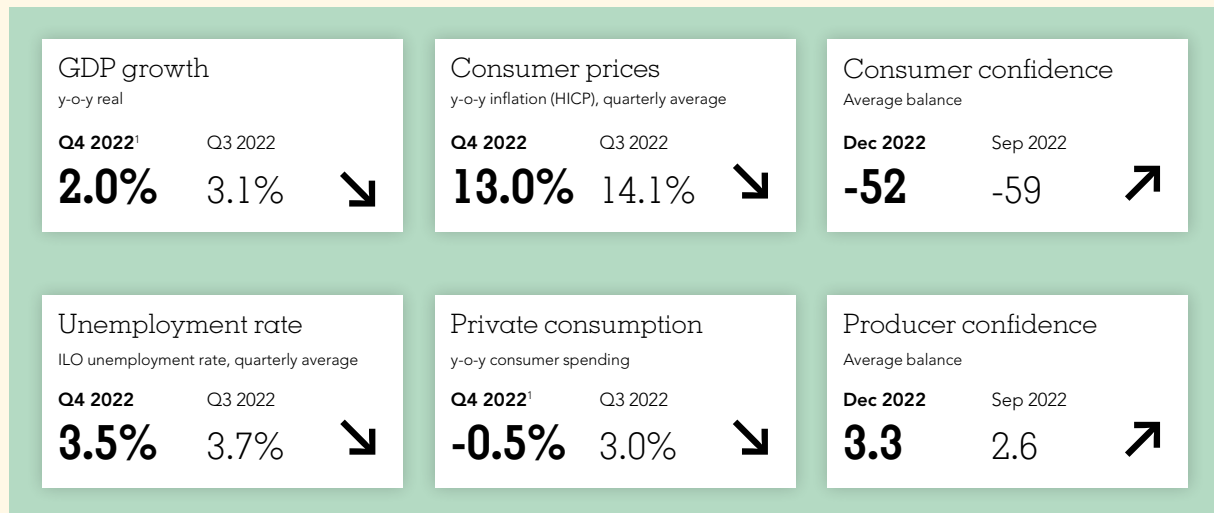 GDP growth
y-o-y real
Q4 2022¹ Q3 2022
2.0% 3.1%
Consumer prices
y-o-y inflation (HICP), quarterly average
Q4 2022 Q3 2022
13.0% 14.1%
Consumer confidence
Average balance
Dec 2022 Sep 2022
-52 -59
Unemployment rate
ILO unemployment rate, quarterly average
Q4 2022 Q3 2022
3.5% 3.7%
Private consumption
y-o-y consumer spending
Q4 2022¹ Q3 2022
-0.5% 3.0%
Producer confidence
Average balance
Dec 2022 Sep 2022
3.3 2.6